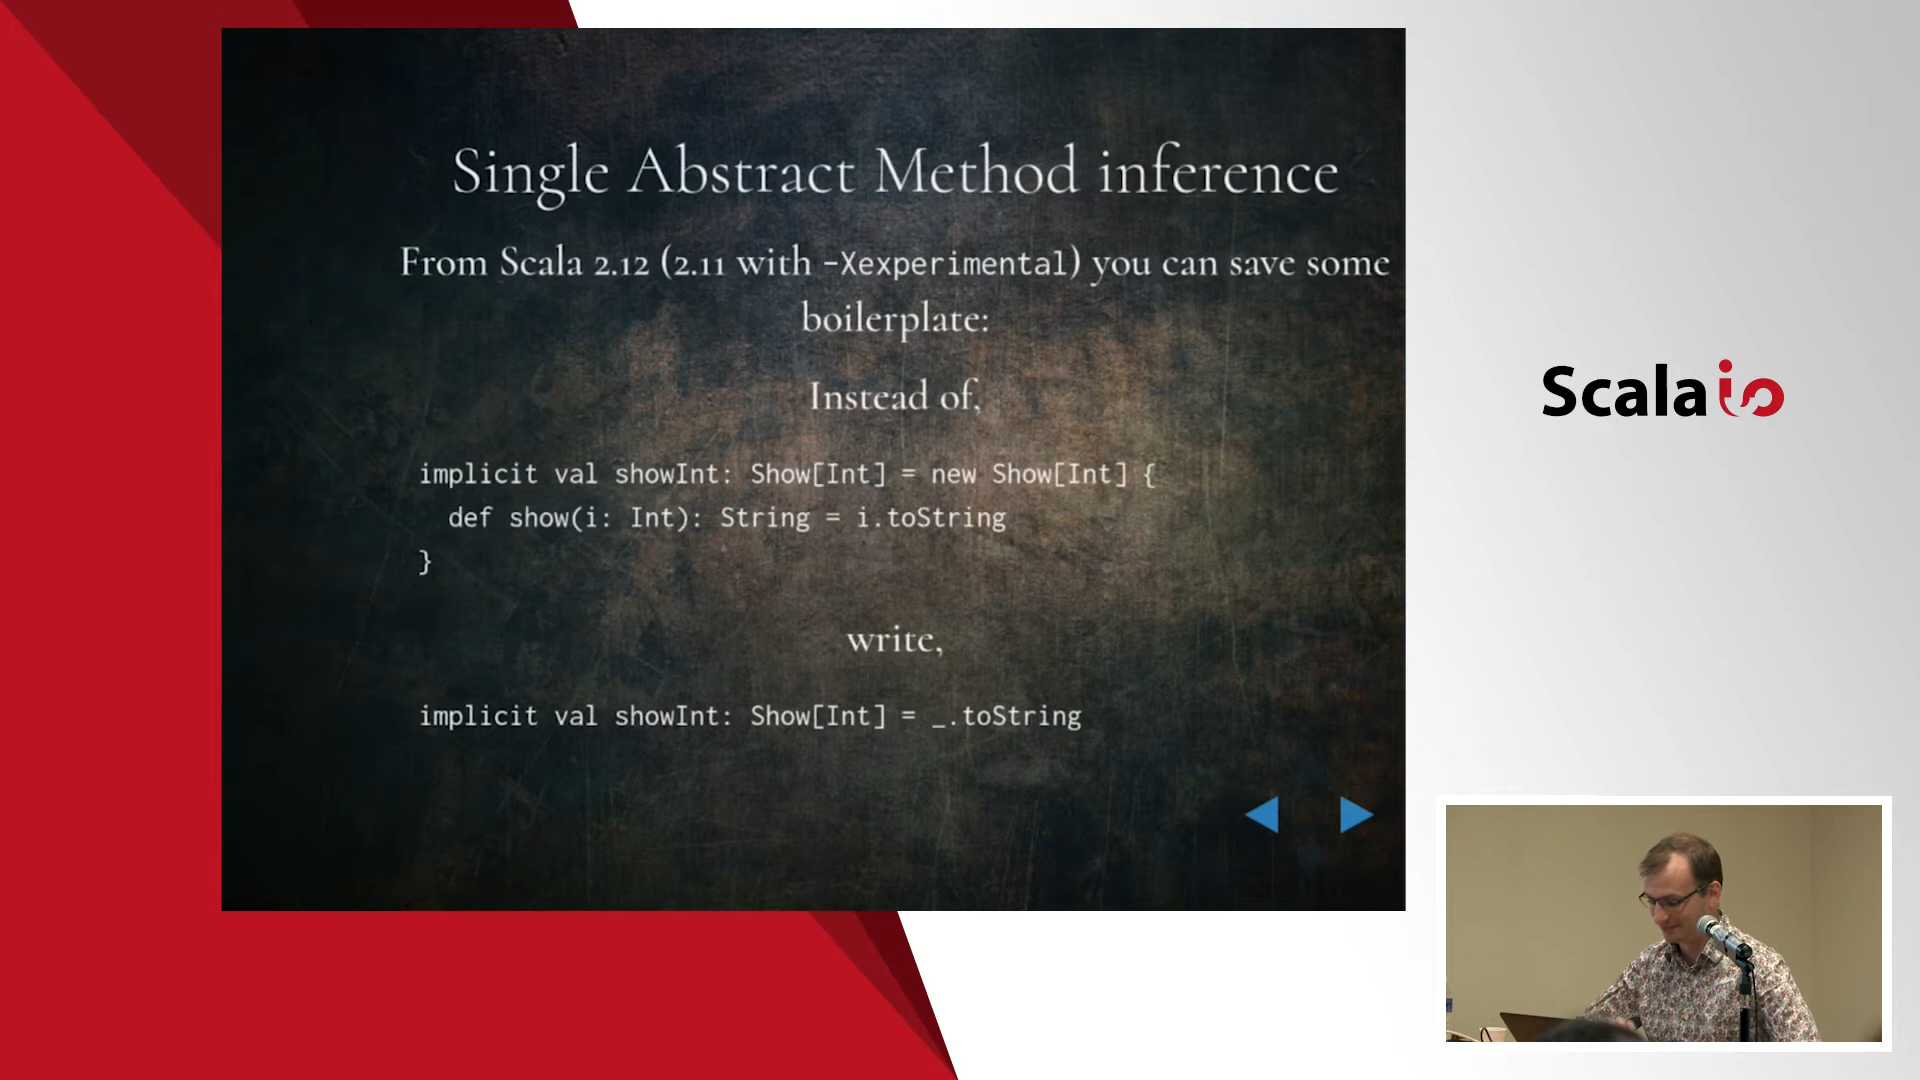 Single Abstract Method inference
From Scala 2.12 (2.11 with -Xexperimental) you can save some
boilerplate:
Instead of,
implicit val showInt: Show[Int] = new Show[Int] {
def show(i: Int): String = i.toString
}
write,
implicit val showInt: Show[Int] = _.toString
Scala io